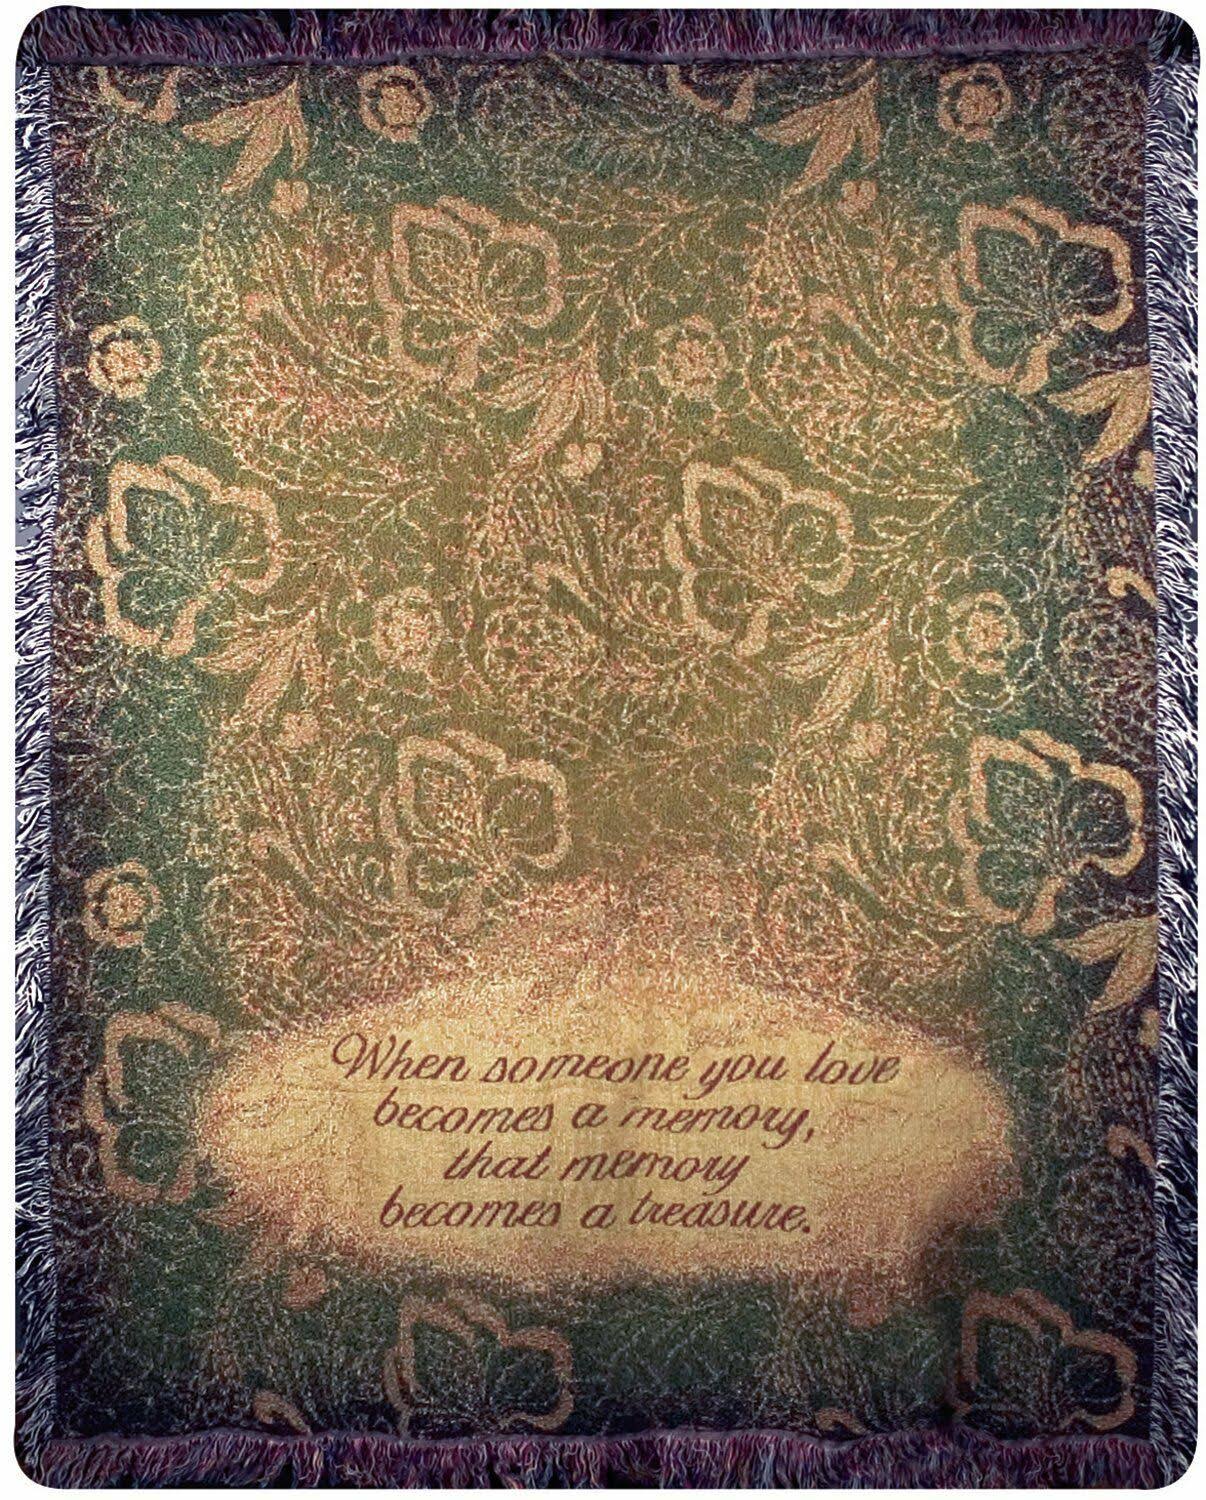 When someone you love
becomes a memory,
that memory
becomes a treasure.